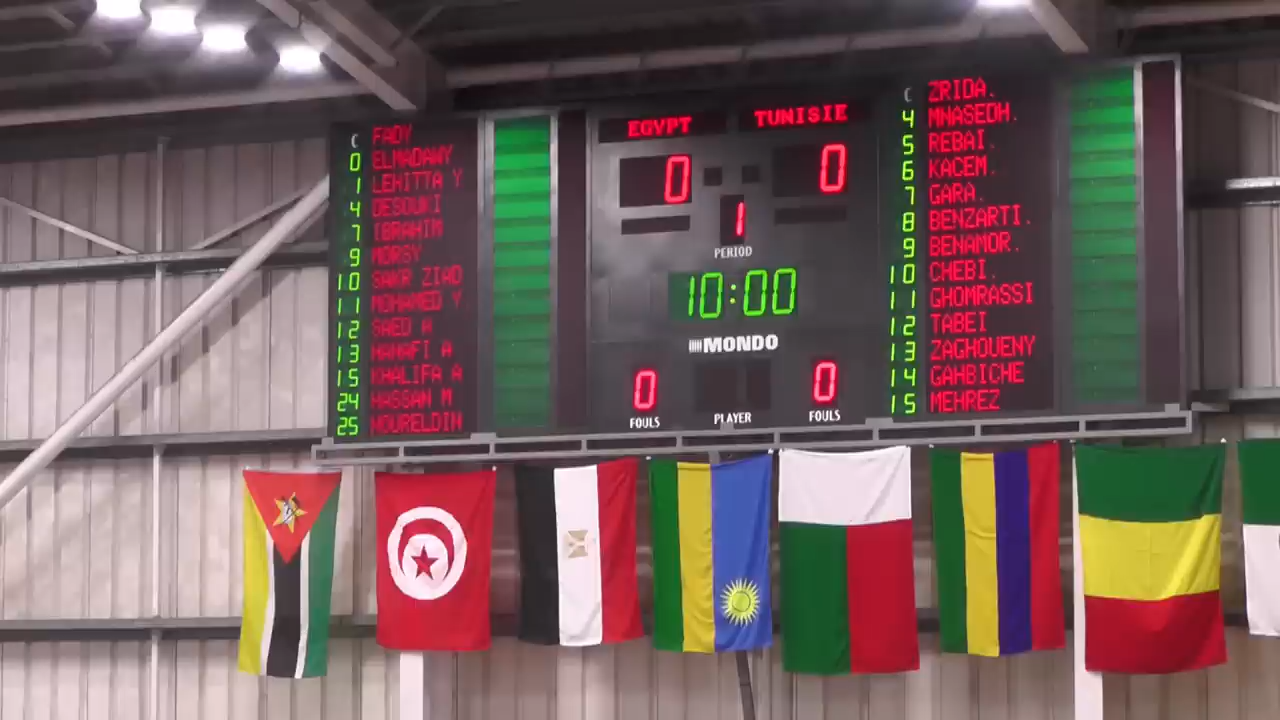 EGYPT TUNISIE
0 0
1
PERIOD
10:00
MONDO
0 0
FOULS PLAYER FOULS
C FADY
0 ELMADAWY
1 LEHITTA Y
4 DESOUKI
7 IBRAHIM
9 MORSY
10 SAKR ZIAD
11 MOHAMED Y
12 SAED A
13 HANAFI A
15 KHALIFA A
24 HASSAN M
25 NOURELDIN
C ZRIDA.
4 MNASEDH.
5 REBAI.
6 KACEM.
7 GARA.
8 BENZARTI.
9 BENAMOR.
10 CHEBI.
11 GHOMRASSI
12 TABEI
13 ZAGHOUENY
14 GAHBICHE
15 MEHREZ